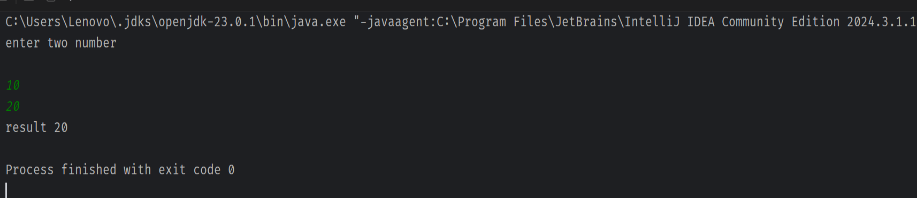 C:\Users\Lenovo\.jdks\openjdk-23.0.1\bin\java.exe "-javaagent:C:\Program Files\JetBrains\IntelliJ IDEA Community Edition 2024.3.1.1
enter two number
10
20
result 20
Process finished with exit code 0